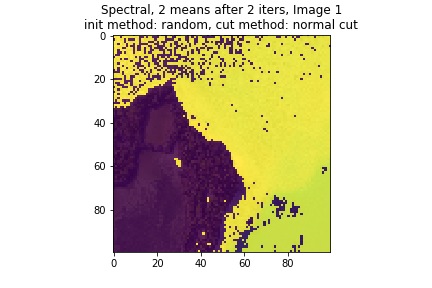 Spectral, 2 means after 2 iters, Image 1
init method: random, cut method: normal cut
0
20
40
60
80
0 20 40 60 80